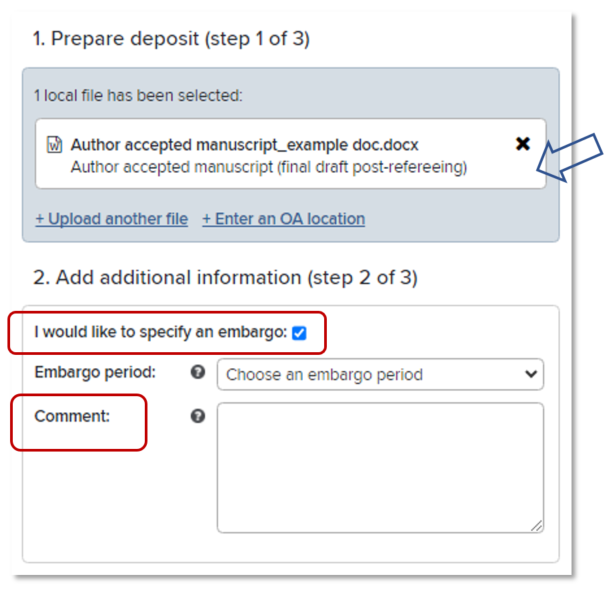 1. Prepare deposit (step 1 of 3)
1 local file has been selected:
Author accepted manuscript_example doc.docx
Author accepted manuscript (final draft post-refereeing)
+ Upload another file + Enter an OA location
2. Add additional information (step 2 of 3)
I would like to specify an embargo:
Embargo period: ? Choose an embargo period
Comment: ?